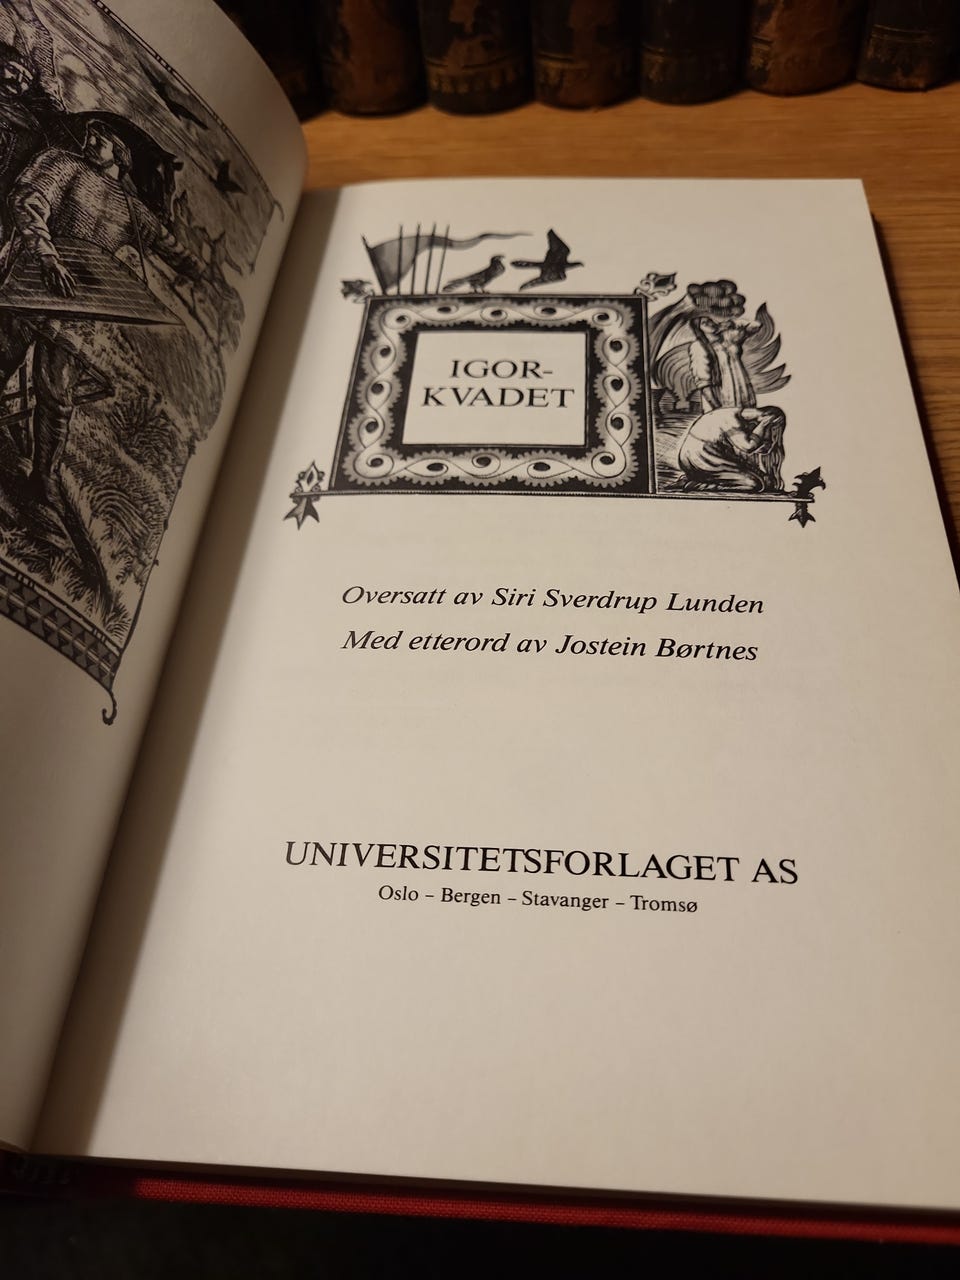 IGOR-
KVADET
Oversatt av Siri Sverdrup Lunden
Med etterord av Jostein Børtnes
UNIVERSITETSFORLAGET AS
Oslo – Bergen – Stavanger – Tromsø